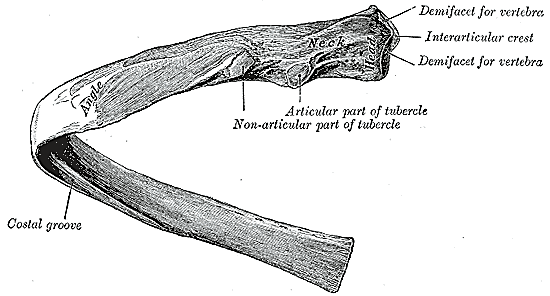 Demifacet for vertebra
Interarticular crest
Demifacet for vertebra
Neck
Head
Angle
Articular part of tubercle
Non-articular part of tubercle
Costal groove